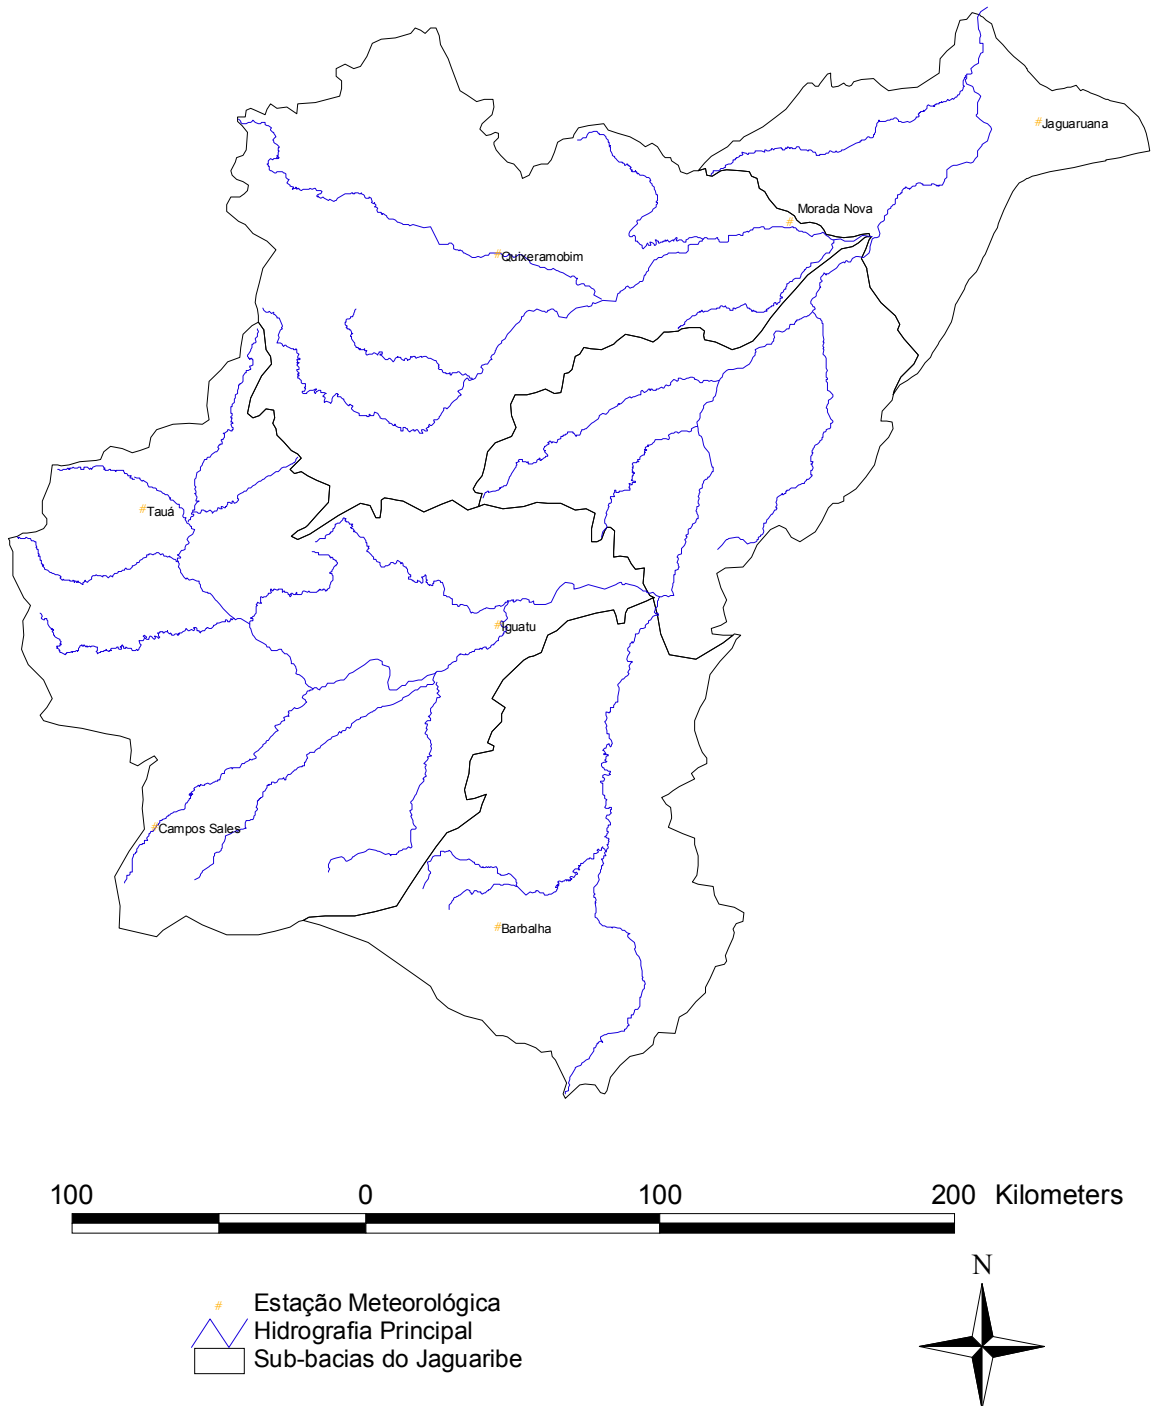 #Jaguaruana
Morada Nova
#
#Quixeramobim
#Tauá
#Iguatu
#Campos Sales
#Barbalha
100 0 100 200 Kilometers
N
# Estação Meteorológica
Hidrografia Principal
Sub-bacias do Jaguaribe